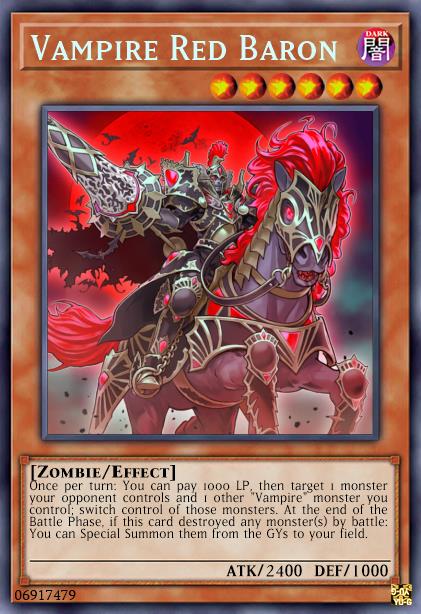 Vampire Red Baron
DARK
闇
[Zombie/Effect]
Once per turn: You can pay 1000 LP, then target 1 monster
your opponent controls and 1 other "Vampire" monster you
control; switch control of those monsters. At the end of the
Battle Phase, if this card destroyed any monster(s) by battle:
You can Special Summon them from the GYs to your field.
ATK/2400 DEF/1000
06917479